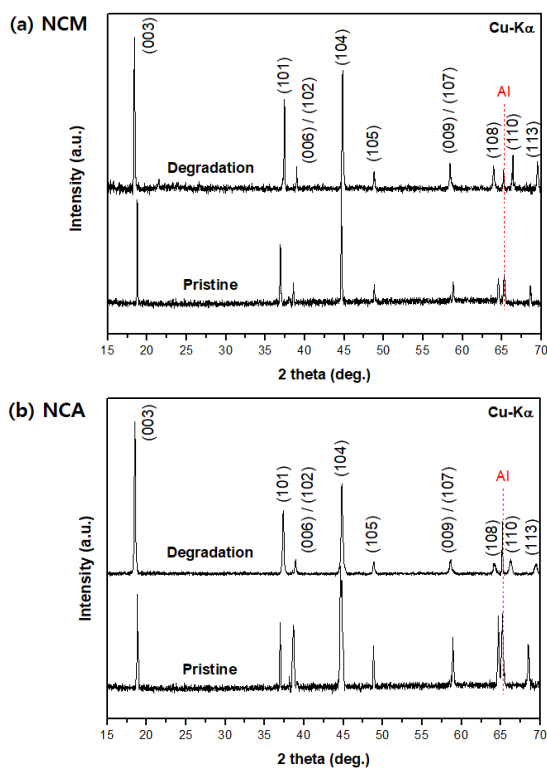 (a) NCM
Cu-Kα
(003)
(101)
(006) / (102)
(104)
(105)
(009) / (107)
(108)
Al
(110)
(113)
Degradation
Pristine
Intensity (a.u.)
15 20 25 30 35 40 45 50 55 60 65 70
2 theta (deg.)
(b) NCA
Cu-Kα
(003)
(101)
(006) / (102)
(104)
(105)
(009) / (107)
(108)
Al
(110)
(113)
Degradation
Pristine
Intensity (a.u.)
15 20 25 30 35 40 45 50 55 60 65 70
2 theta (deg.)